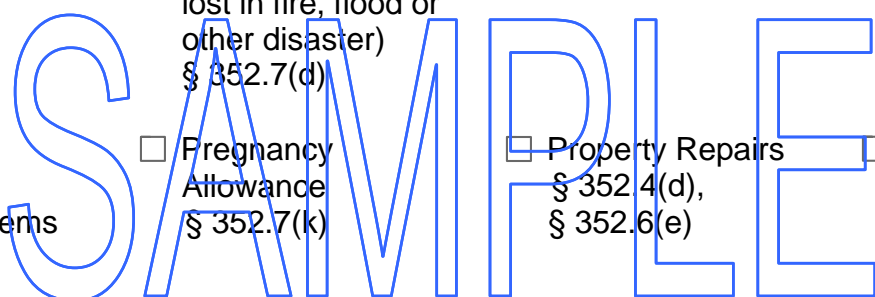 lost in fire, flood or
other disaster)
§ 352.7(d)
Pregnancy
Allowance
§ 352.7(k)
Property Repairs
§ 352.4(d),
§ 352.6(e)
ems
SAMPLE